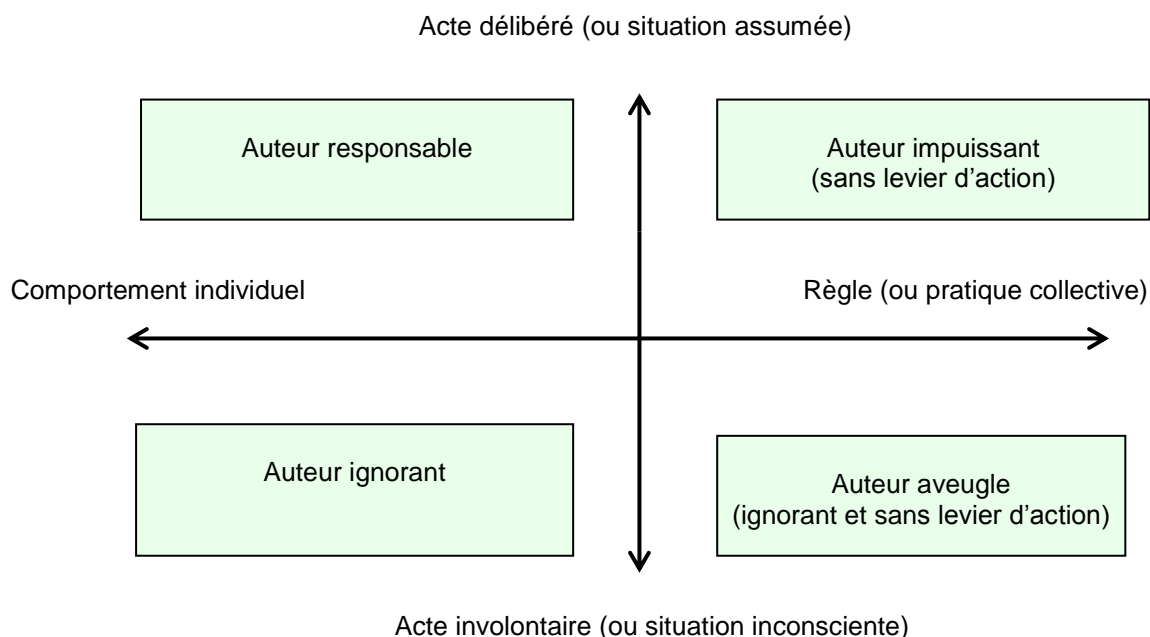 Acte délibéré (ou situation assumée)
Auteur responsable
Auteur impuissant
(sans levier d’action)
Comportement individuel
Règle (ou pratique collective)
Auteur ignorant
Auteur aveugle
(ignorant et sans levier d’action)
Acte involontaire (ou situation inconsciente)